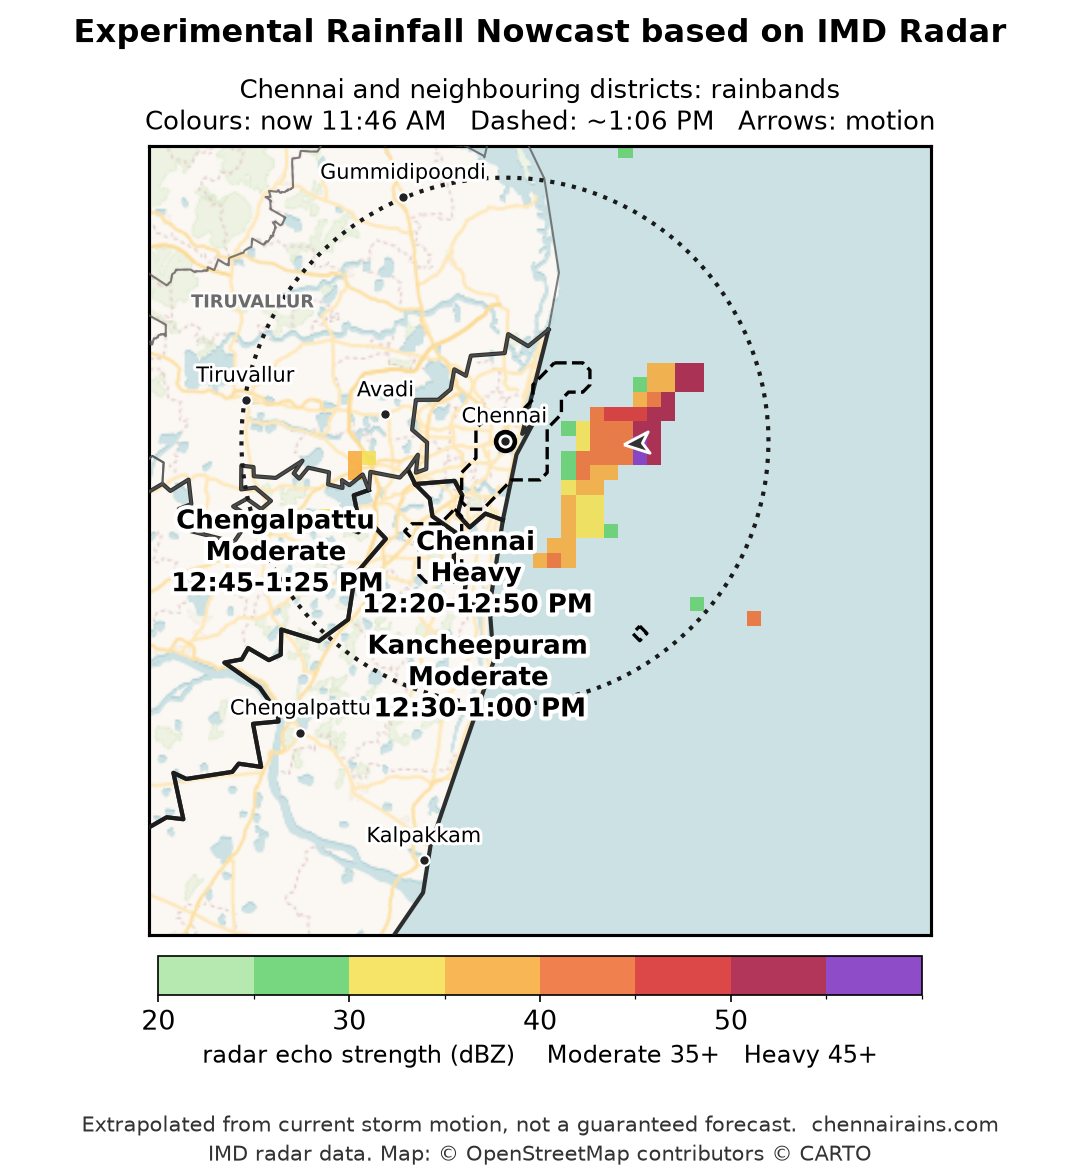 Experimental Rainfall Nowcast based on IMD Radar
Chennai and neighbouring districts: rainbands
Colours: now 11:46 AM   Dashed: ~1:06 PM   Arrows: motion
Gummidipoondi
TIRUVALLUR
Tiruvallur
Avadi
Chennai
Chengalpattu
Moderate
12:45-1:25 PM
Chennai
Heavy
12:20-12:50 PM
Kancheepuram
Moderate
12:30-1:00 PM
Chengalpattu
Kalpakkam
20 30 40 50
radar echo strength (dBZ)    Moderate 35+   Heavy 45+
Extrapolated from current storm motion, not a guaranteed forecast.  chennairains.com
IMD radar data. Map: © OpenStreetMap contributors © CARTO